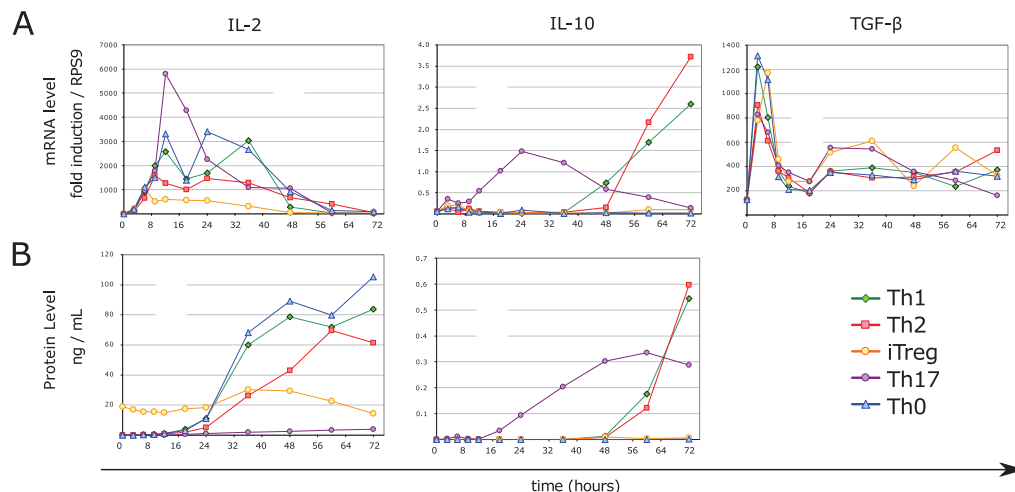 A
IL-2
IL-10
TGF-β
mRNA level
fold induction / RPS9
7000
6000
5000
4000
3000
2000
1000
0
0 8 16 24 32 40 48 56 64 72
4.0
3.5
3.0
2.5
2.0
1.5
1.0
0.5
0
0 8 16 24 32 40 48 56 64 72
1400
1200
1000
800
600
400
200
0 8 16 24 32 40 48 56 64 72
B
Protein Level
ng / mL
120
100
80
60
40
20
0
0 8 16 24 32 40 48 56 64 72
0.7
0.6
0.5
0.4
0.3
0.2
0.1
0
0 8 16 24 32 40 48 56 64 72
Th1
Th2
iTreg
Th17
Th0
time (hours)